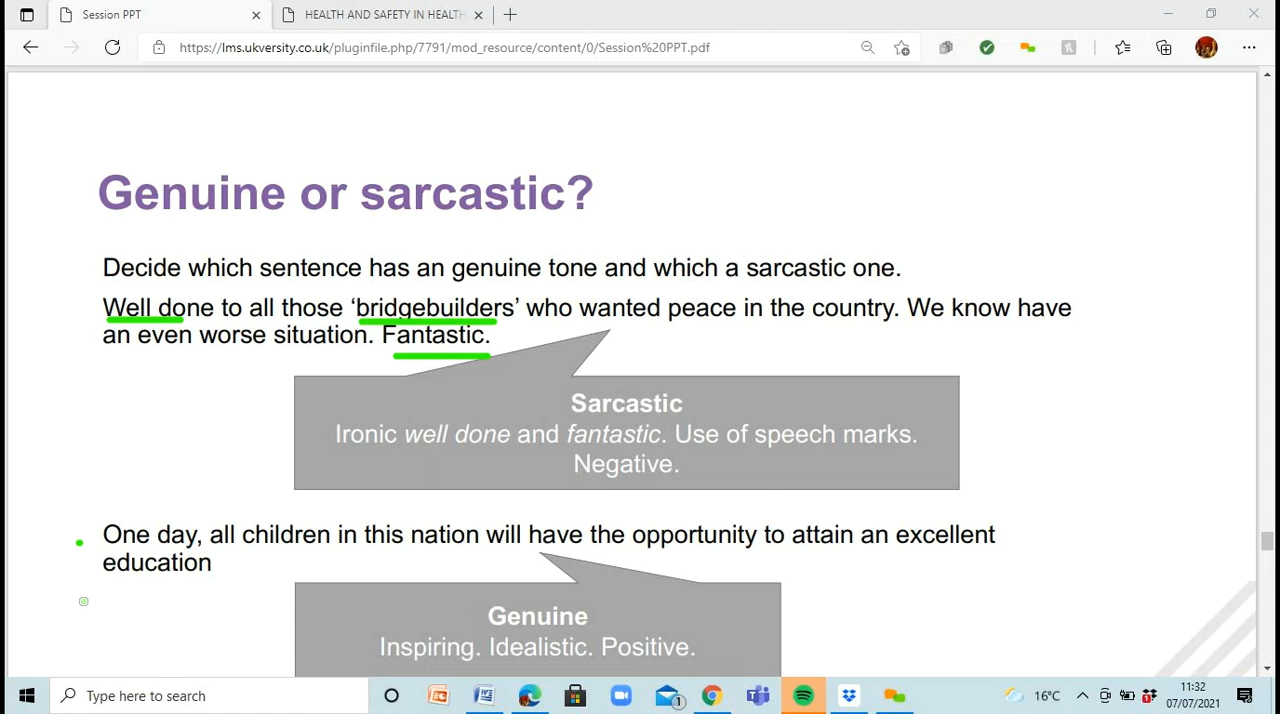 Session PPT
HEALTH AND SAFETY IN HEALTH
https://lms.ukversity.co.uk/pluginfile.php/7791/mod_resource/content/0/Session%20PPT.pdf
Genuine or sarcastic?
Decide which sentence has an genuine tone and which a sarcastic one.
Well done to all those ‘bridgebuilders’ who wanted peace in the country. We know have
an even worse situation. Fantastic.
Sarcastic
Ironic well done and fantastic. Use of speech marks.
Negative.
One day, all children in this nation will have the opportunity to attain an excellent
education
Genuine
Inspiring. Idealistic. Positive.
Type here to search
1
16°C
11:32
07/07/2021